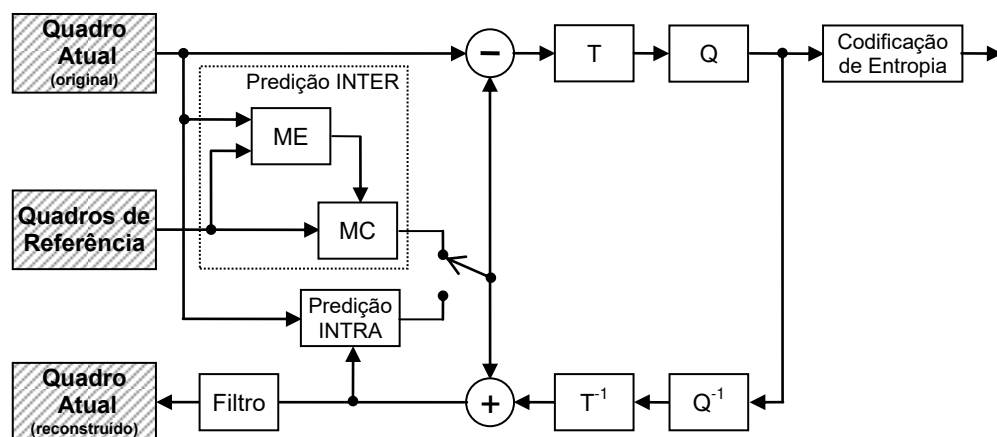 Quadro
Atual
(original)
−
T
Q
Codificação
de Entropia
Predição INTER
ME
Quadros de
Referência
MC
Predição
INTRA
Quadro
Atual
(reconstruído)
Filtro
+
T⁻¹
Q⁻¹